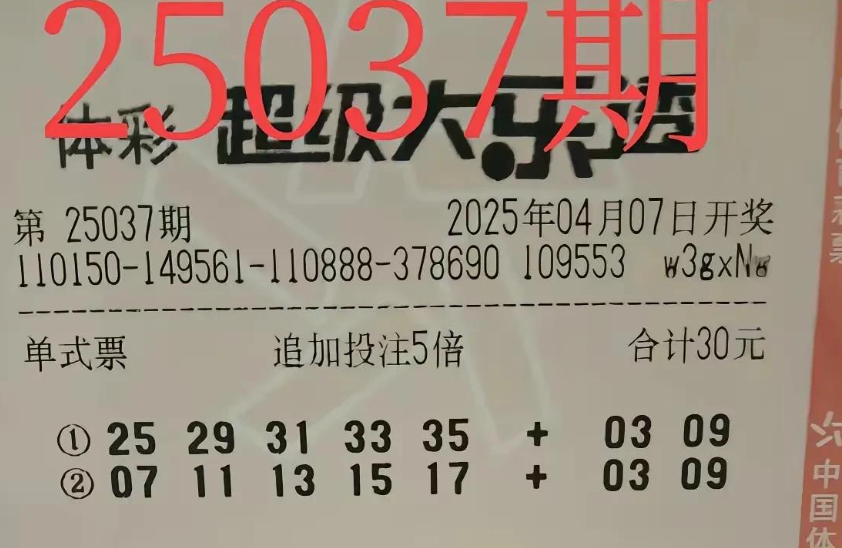 25037期
体彩 超级大乐透
第 25037期 2025年04月07日开奖
110150-149561-110888-378690 109553
单式票 追加投注5倍 合计30元
① 25 29 31 33 35 + 03 09
② 07 11 13 15 17 + 03 09
中国体